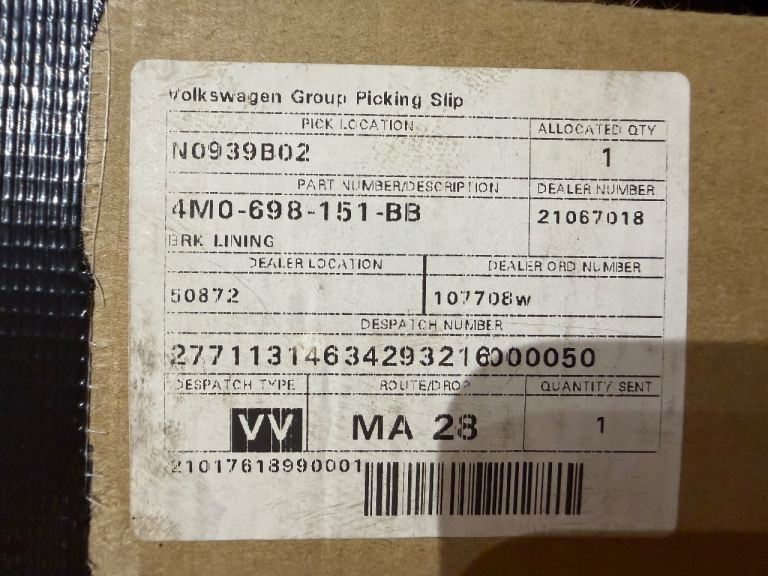 Volkswagen Group Picking Slip
PICK LOCATION
ALLOCATED QTY
N0939B02
1
PART NUMBER/DESCRIPTION
DEALER NUMBER
4M0-698-151-BB
21067018
BRK LINING
DEALER LOCATION
DEALER ORD NUMBER
50872
107708w
DESPATCH NUMBER
27711314634293216000050
DESPATCH TYPE
ROUTE/DROP
QUANTITY SENT
VV
MA 28
1
21017618990001